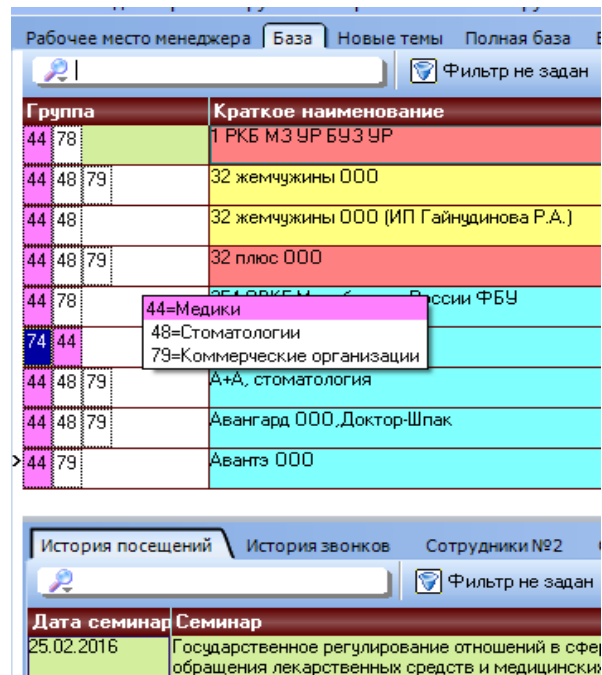 Рабочее место менеджера База Новые темы Полная база
Фильтр не задан
Группа Краткое наименование
44 78 1 РКБ МЗ УР БУЗ УР
44 48 79 32 жемчужины ООО
44 48 32 жемчужины ООО (ИП Гайнудинова Р.А.)
44 48 79 32 плюс ООО
44 78 России ФБУ
44=Медики
48=Стоматологии
79=Коммерческие организации
74 44
44 48 79 А+А, стоматология
44 48 79 Авангард ООО,Доктор-Шпак
44 79 Авантэ ООО
История посещений История звонков Сотрудники №2
Фильтр не задан
Дата семинар Семинар
25.02.2016 Государственное регулирование отношений в сфе
обращения лекарственных средств и медицинских